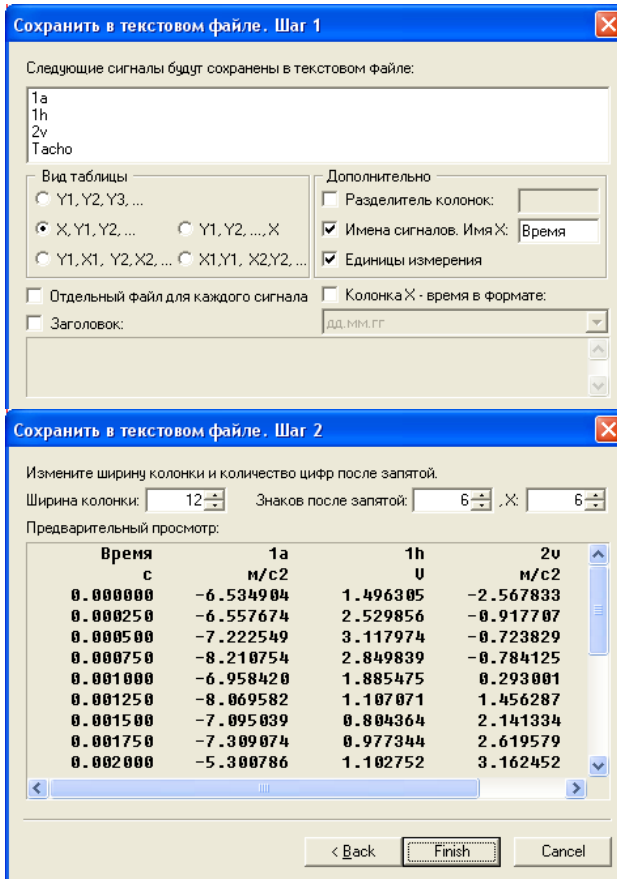 Сохранить в текстовом файле. Шаг 1
Следующие сигналы будут сохранены в текстовом файле:
1a
1h
2v
Tacho
Вид таблицы
Y1, Y2, Y3, ...
X, Y1, Y2, ...
Y1, Y2, ..., X
Y1, X1, Y2, X2, ...
X1, Y1, X2, Y2, ...
Дополнительно
Разделитель колонок:
Имена сигналов. Имя X: Время
Единицы измерения
Отдельный файл для каждого сигнала
Колонка X - время в формате:
Заголовок:
дд.мм.гг
Сохранить в текстовом файле. Шаг 2
Измените ширину колонки и количество цифр после запятой.
Ширина колонки: 12 Знаков после запятой: 6 , X: 6
Предварительный просмотр:
Время 1a 1h 2v
с м/с2 V м/с2
0.000000 -6.534904 1.496305 -2.567833
0.000250 -6.557674 2.529856 -0.917707
0.000500 -7.222549 3.117974 -0.723829
0.000750 -8.210754 2.849839 -0.784125
0.001000 -6.958420 1.885475 0.293001
0.001250 -8.069582 1.107071 1.456287
0.001500 -7.095039 0.804364 2.141334
0.001750 -7.309074 0.977344 2.619579
0.002000 -5.300786 1.102752 3.162452
< Back Finish Cancel